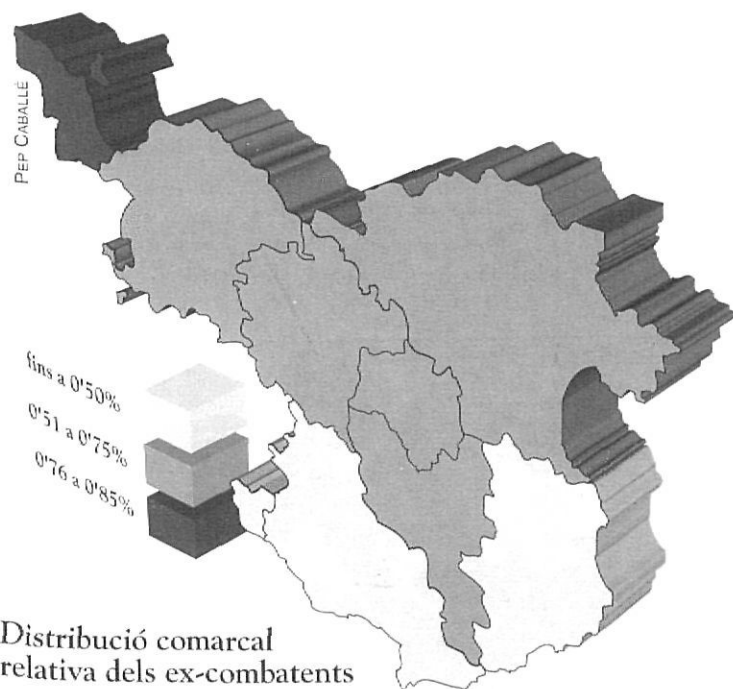 PEP CABALLÉ
fins a 0'50%
0'51 a 0'75%
0'76 a 0'85%
Distribució comarcal
relativa dels ex-combatents